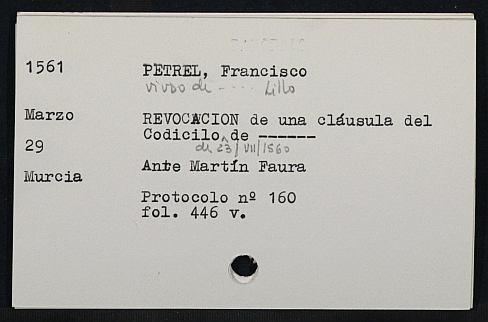 1561
PETREL, Francisco
viudo de - - - - Lillo
Marzo
REVOCACION de una cláusula del
Codicilo de ------
29
de 23/VII/1560
Ante Martín Faura
Murcia
Protocolo nº 160
fol. 446 v.